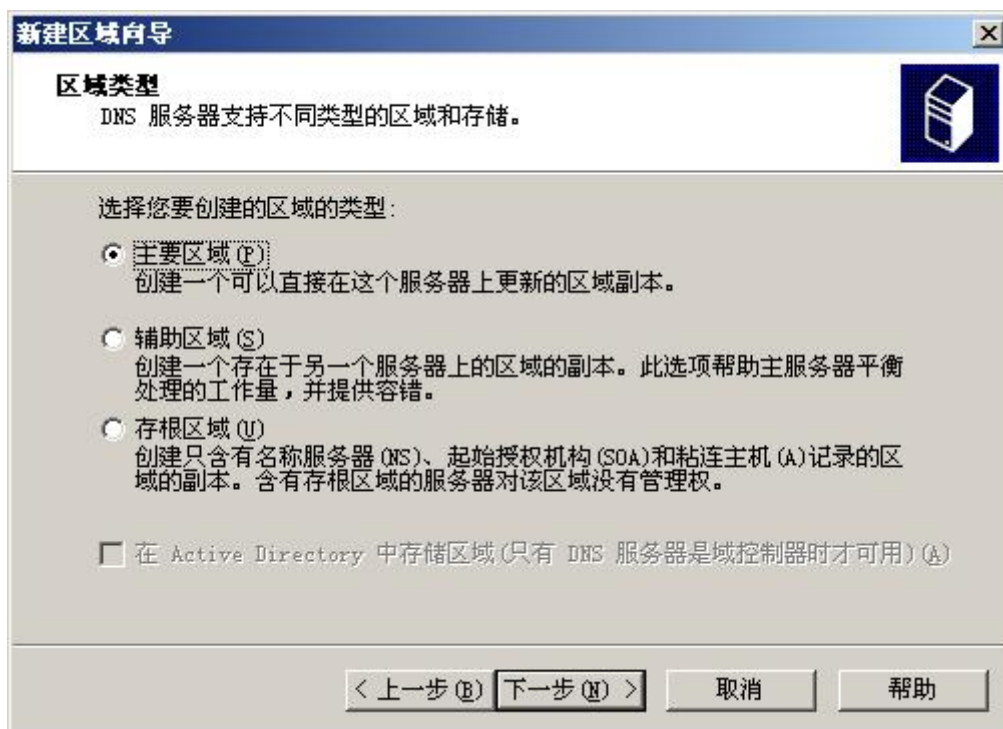 新建区域向导
区域类型
DNS 服务器支持不同类型的区域和存储。
选择您要创建的区域的类型:
主要区域(P)
创建一个可以直接在这个服务器上更新的区域副本。
辅助区域(S)
创建一个存在于另一个服务器上的区域的副本。此选项帮助主服务器平衡
处理的工作量,并提供容错。
存根区域(U)
创建只含有名称服务器(NS)、起始授权机构(SOA)和粘连主机(A)记录的区
域的副本。含有存根区域的服务器对该区域没有管理权。
在 Active Directory 中存储区域(只有 DNS 服务器是域控制器时才可用)(A)
< 上一步(B) 下一步(N) > 取消 帮助